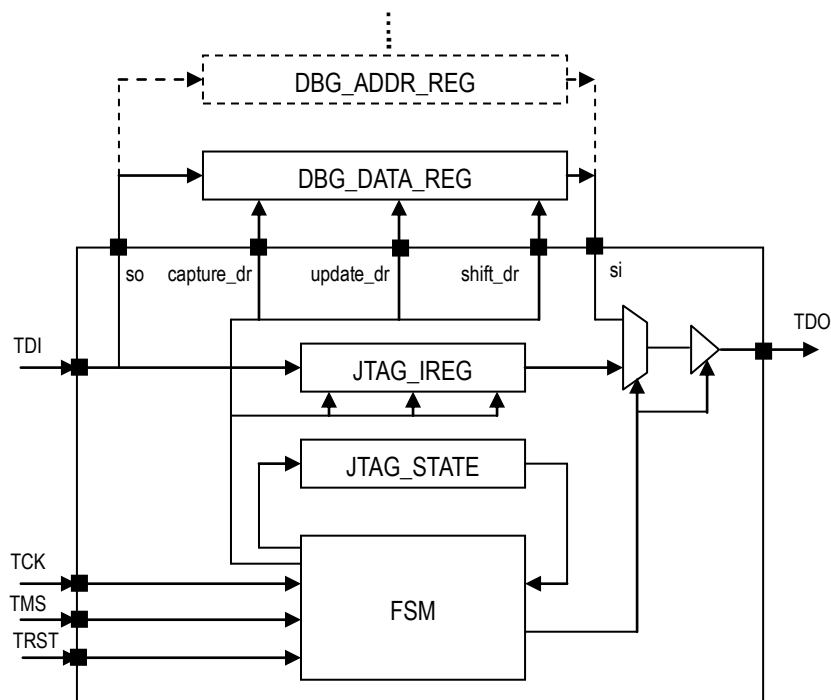 DBG_ADDR_REG
DBG_DATA_REG
so
capture_dr
update_dr
shift_dr
si
TDO
TDI
JTAG_IREG
JTAG_STATE
TCK
TMS
FSM
TRST